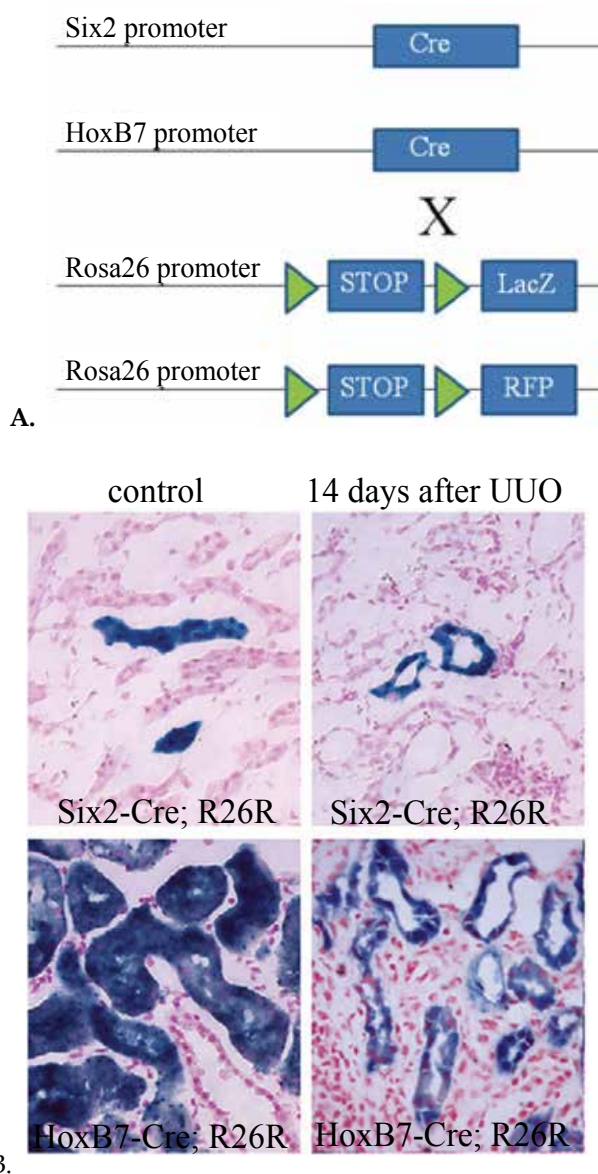 Six2 promoter
Cre
HoxB7 promoter
Cre
X
Rosa26 promoter
STOP
LacZ
Rosa26 promoter
STOP
RFP
A.
control
14 days after UUO
Six2-Cre; R26R
Six2-Cre; R26R
HoxB7-Cre; R26R
HoxB7-Cre; R26R